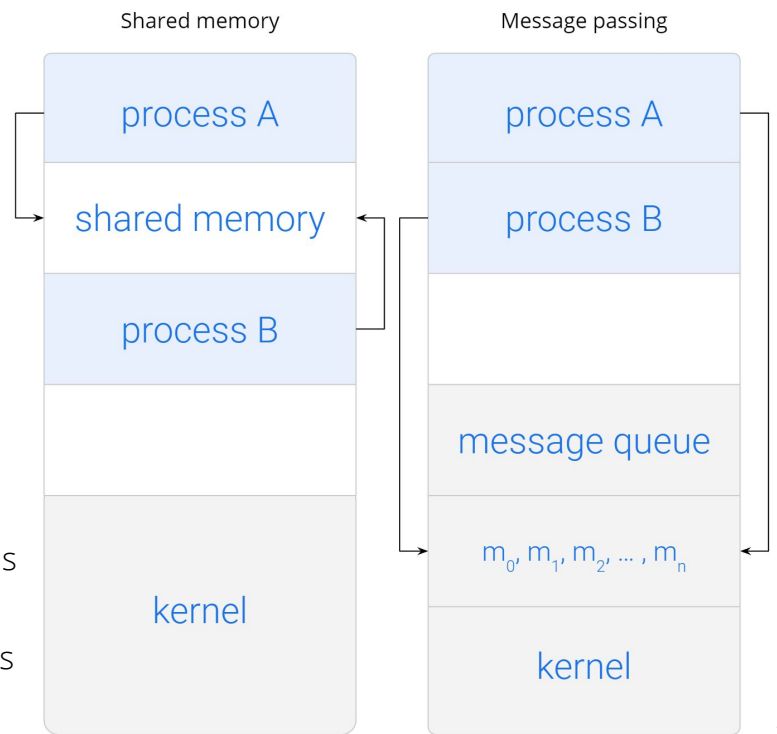 Shared memory
process A
shared memory
process B
kernel
s
s
Message passing
process A
process B
message queue
m0, m1, m2, ... , mn
kernel